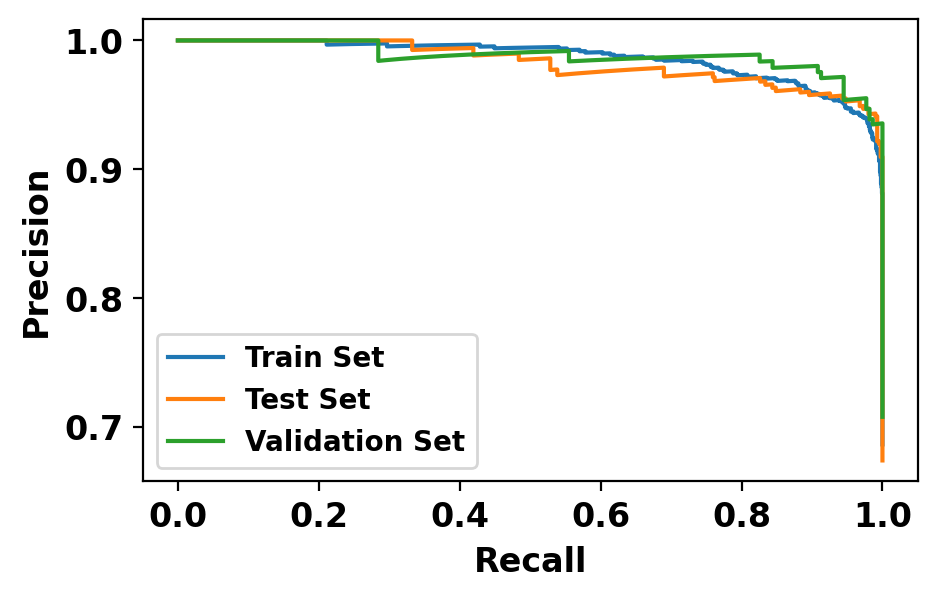 1.0
0.9
0.8
0.7
Precision
Train Set
Test Set
Validation Set
0.0 0.2 0.4 0.6 0.8 1.0
Recall